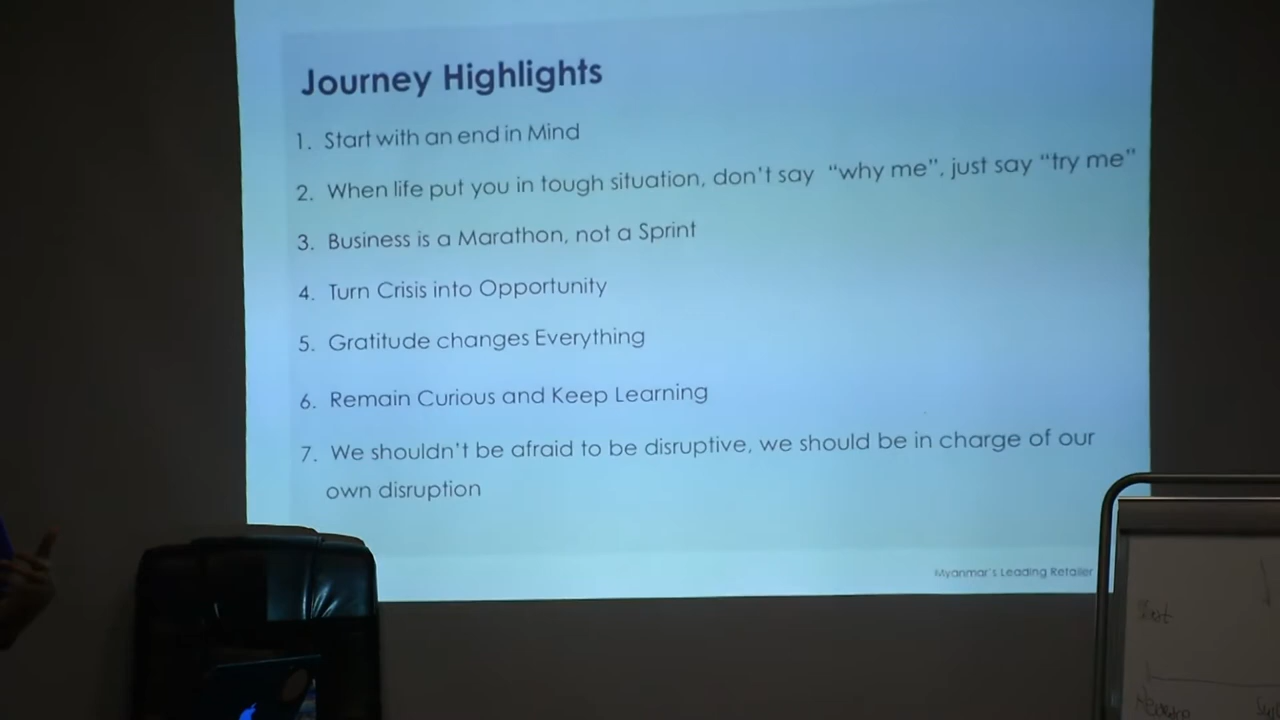 Journey Highlights
1. Start with an end in Mind
2. When life put you in tough situation, don't say “why me”, just say “try me”
3. Business is a Marathon, not a Sprint
4. Turn Crisis into Opportunity
5. Gratitude changes Everything
6. Remain Curious and Keep Learning
7. We shouldn't be afraid to be disruptive, we should be in charge of our
own disruption
Myanmar's Leading Retailer